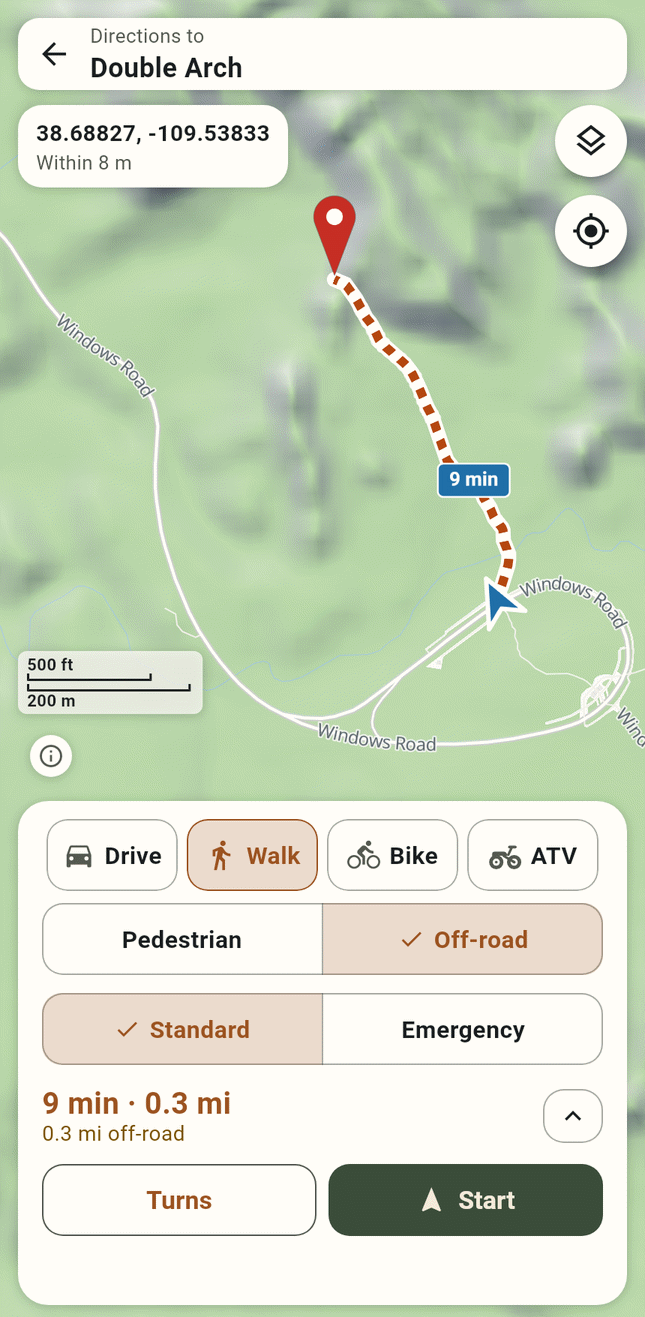 Directions to
Double Arch
38.68827, -109.53833
Within 8 m
Windows Road
9 min
Windows Road
500 ft
200 m
Windows Road
Wind
Drive
Walk
Bike
ATV
Pedestrian
Off-road
Standard
Emergency
9 min · 0.3 mi
0.3 mi off-road
Turns
Start